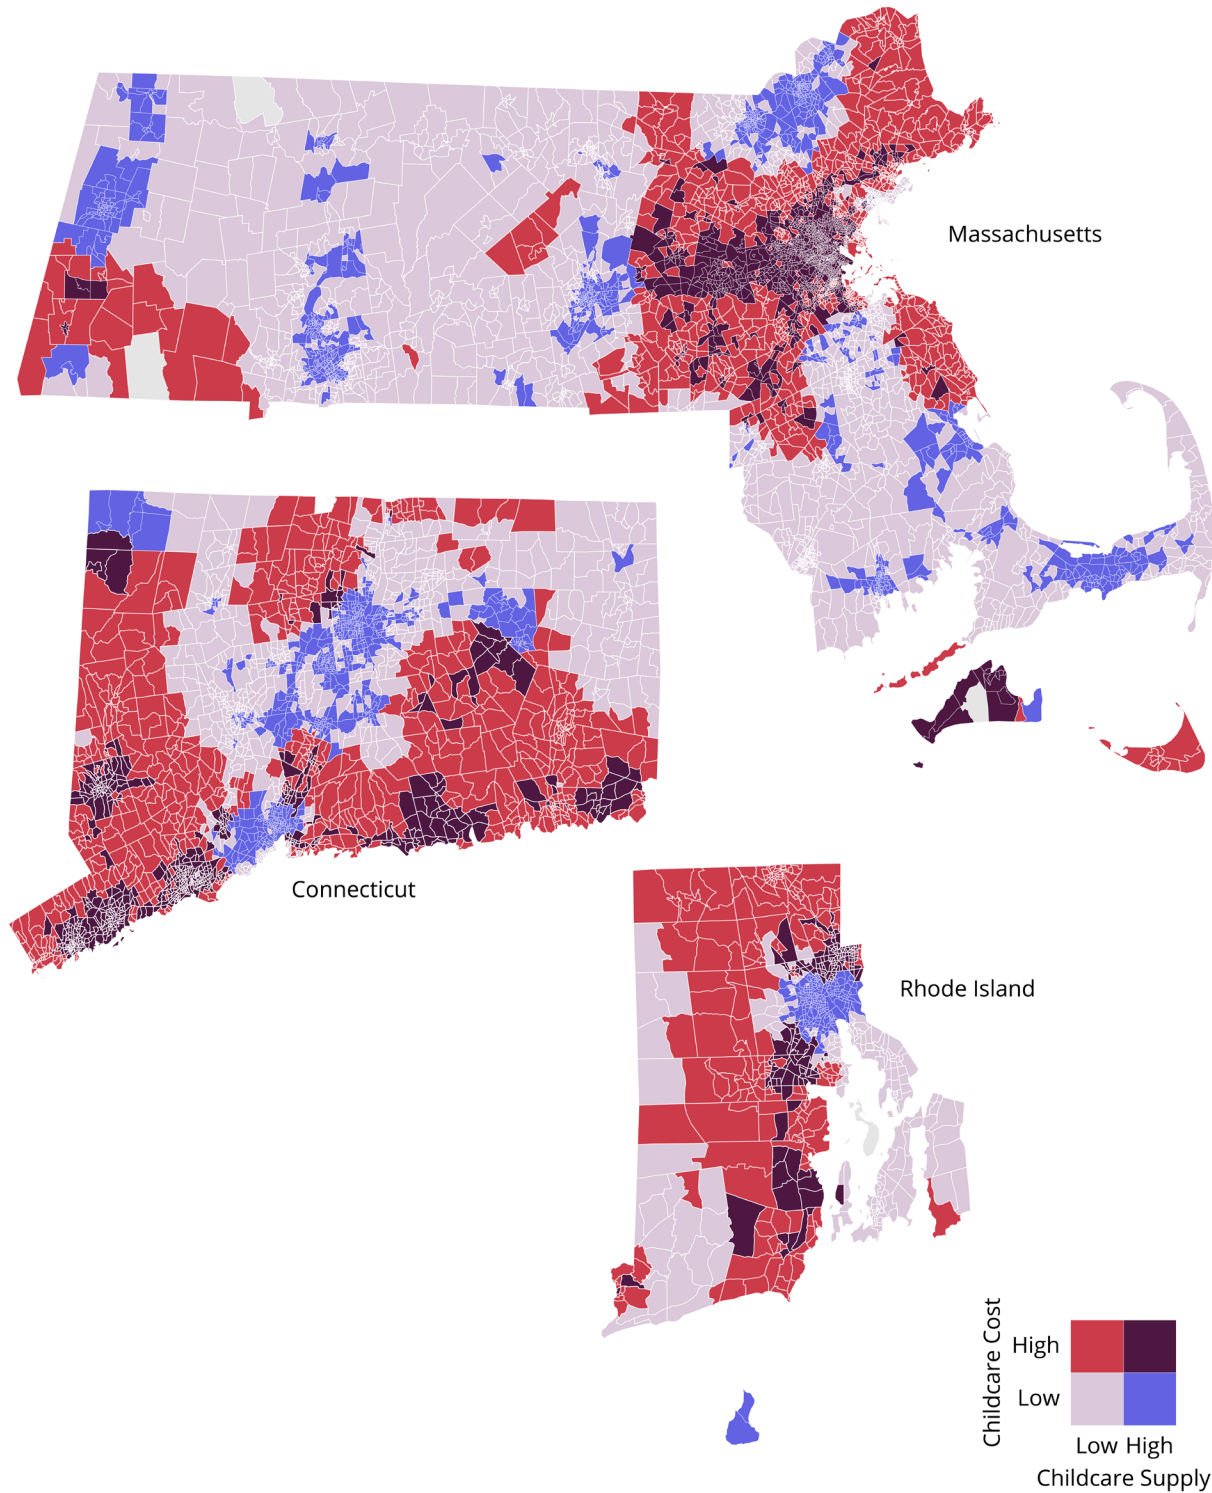 Massachusetts
Connecticut
Rhode Island
Childcare Cost
High
Low
Low High
Childcare Supply